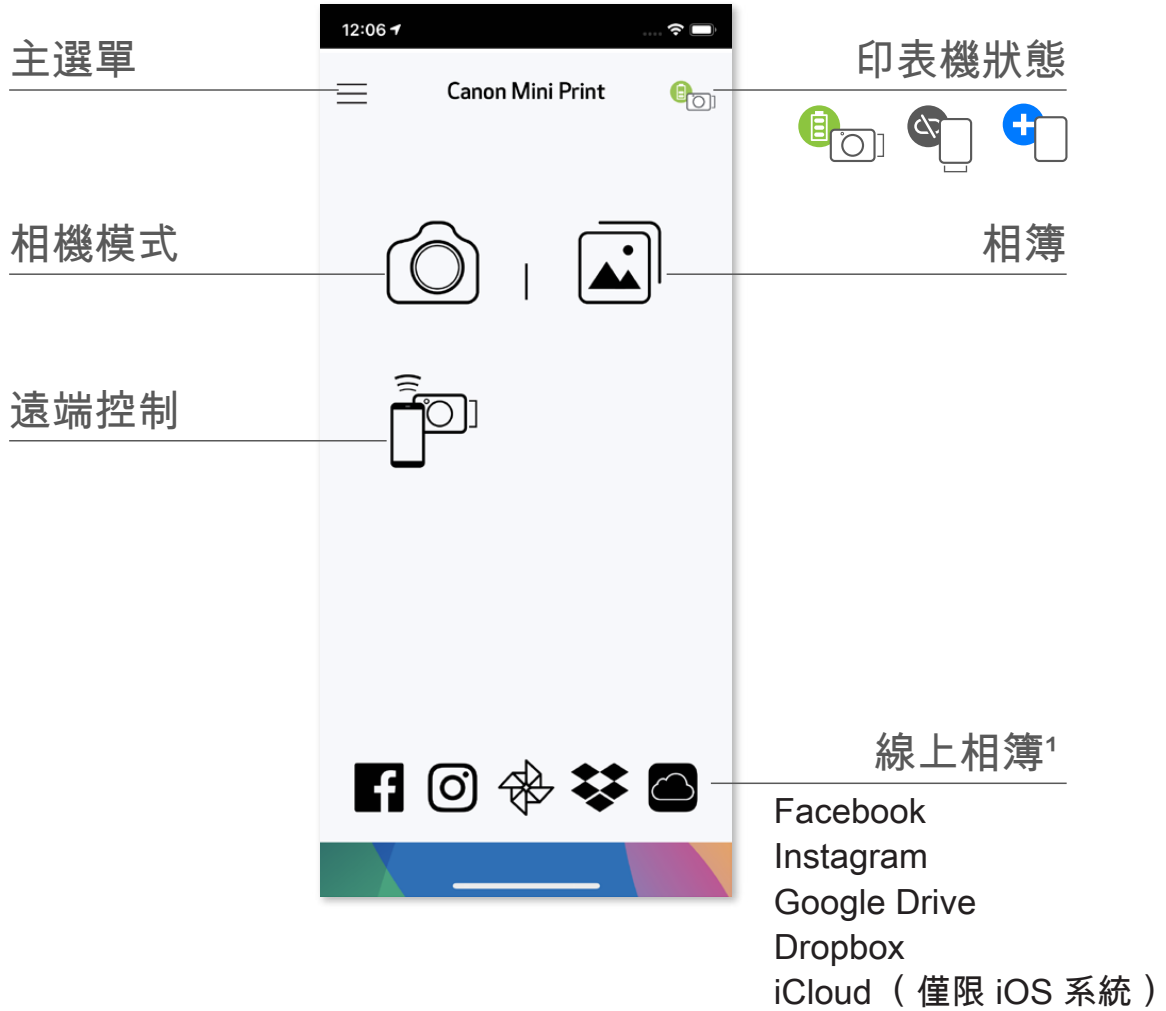 12:06
主選單
印表機狀態
Canon Mini Print
相機模式
相簿
遠端控制
線上相簿¹
Facebook
Instagram
Google Drive
Dropbox
iCloud （ 僅限 iOS 系統 ）